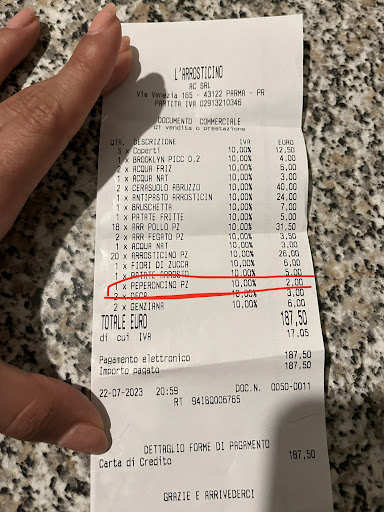 L'ARROSTICINO
AC SRL
Via Venezia 165 - 43122 PARMA - PR
PARTITA IVA 02913210346
DOCUMENTO COMMERCIALE
di vendita o prestazione
QTA. DESCRIZIONE IVA EURO
5 x Coperti 10,00% 12,50
1 x BROOKLYN PICC 0.2 10,00% 4,00
2 x ACQUA FRIZ 10,00% 6,00
1 x ACQUA NAT 10,00% 3,00
2 x CERASUOLO ABRUZZO 10,00% 40,00
1 x ANTIPASTO ARROSTICIN 10,00% 24,00
1 x BRUSCHETTA 10,00% 7,00
1 x PATATE FRITTE 10,00% 5,00
18 x ARR POLLO PZ 10,00% 31,50
2 x ARR FEGATO PZ 10,00% 3,50
1 x ACQUA NAT 10,00% 3,00
20 x ARROSTICINO PZ 10,00% 26,00
1 x FIORI DI ZUCCA 10,00% 6,00
1 x PATATE ARROSTO 10,00% 5,00
1 x PEPERONCINO PZ 10,00% 2,00
x DECA 10,00% 3,00
2 x GENZIANA 10,00% 6,00
TOTALE EURO 187,50
di cui IVA 17,05
Pagamento elettronico 187,50
Importo pagato 187,50
22-07-2023 20:59 DOC.N. 0050-0011
RT 94IBQ006765
DETTAGLIO FORME DI PAGAMENTO
Carta di Credito 187,50
GRAZIE E ARRIVEDERCI